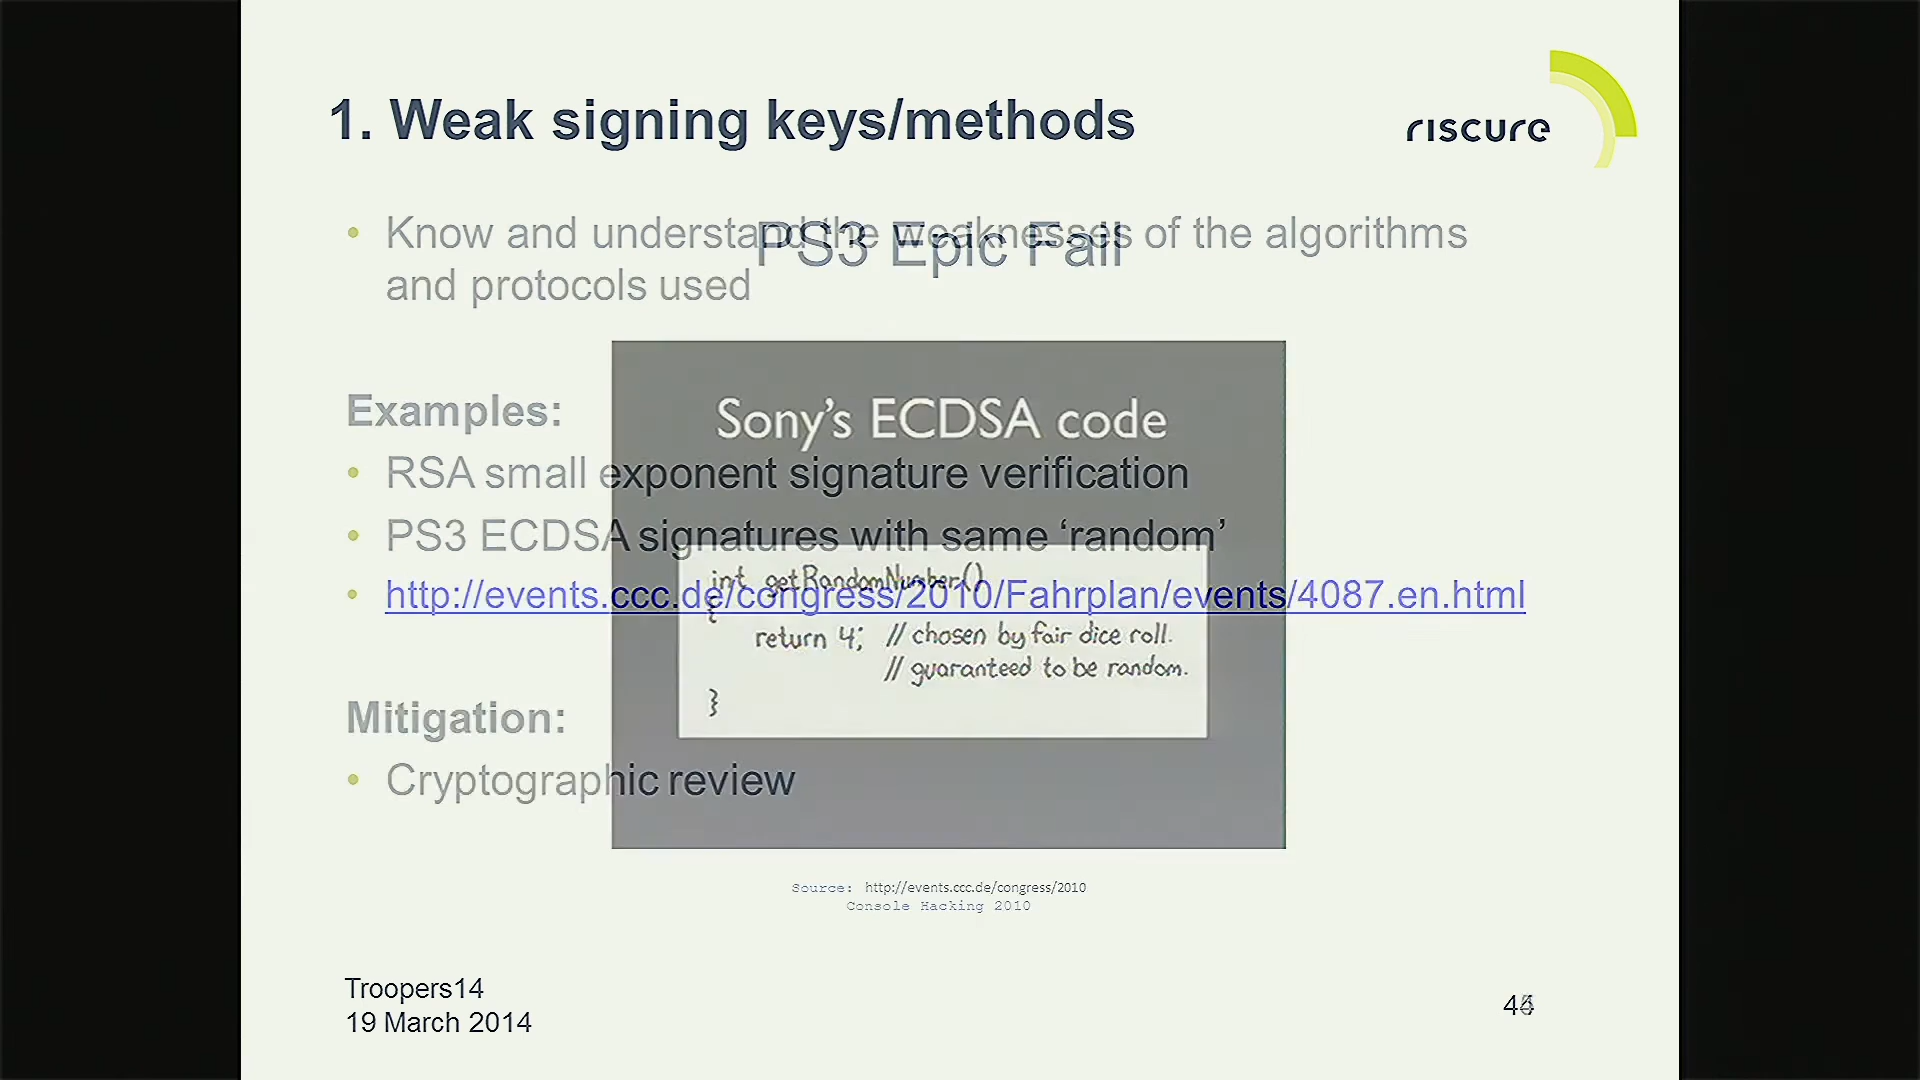 1. Weak signing keys/methods
riscure
• Know and understand the weaknesses of the algorithms
and protocols used
PS3 Epic Fail
Examples:
• RSA small exponent signature verification
• PS3 ECDSA signatures with same ‘random’
• http://events.ccc.de/congress/2010/Fahrplan/events/4087.en.html
Mitigation:
• Cryptographic review
Sony's ECDSA code
int getRandomNumber()
{
return 4; // chosen by fair dice roll.
// guaranteed to be random.
}
Source: http://events.ccc.de/congress/2010
Console Hacking 2010
Troopers14
19 March 2014